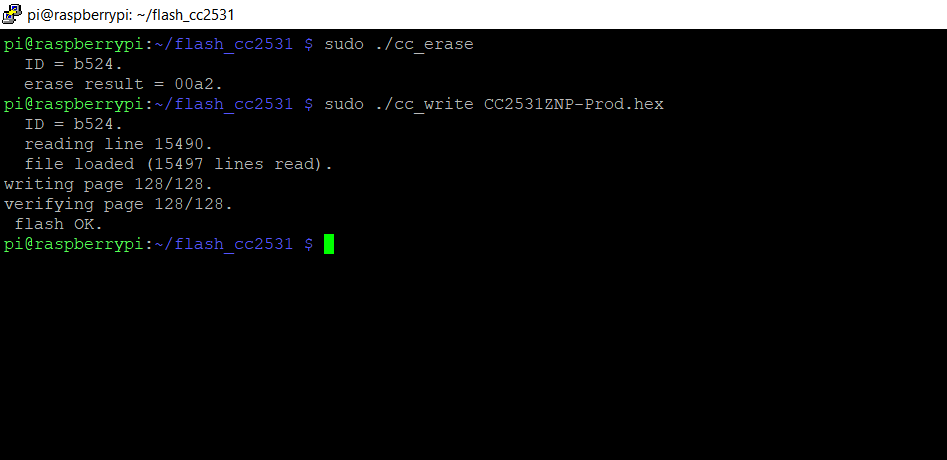 pi@raspberrypi: ~/flash_cc2531
pi@raspberrypi:~/flash_cc2531 $ sudo ./cc_erase
  ID = b524.
  erase result = 00a2.
pi@raspberrypi:~/flash_cc2531 $ sudo ./cc_write CC2531ZNP-Prod.hex
  ID = b524.
  reading line 15490.
  file loaded (15497 lines read).
writing page 128/128.
verifying page 128/128.
 flash OK.
pi@raspberrypi:~/flash_cc2531 $